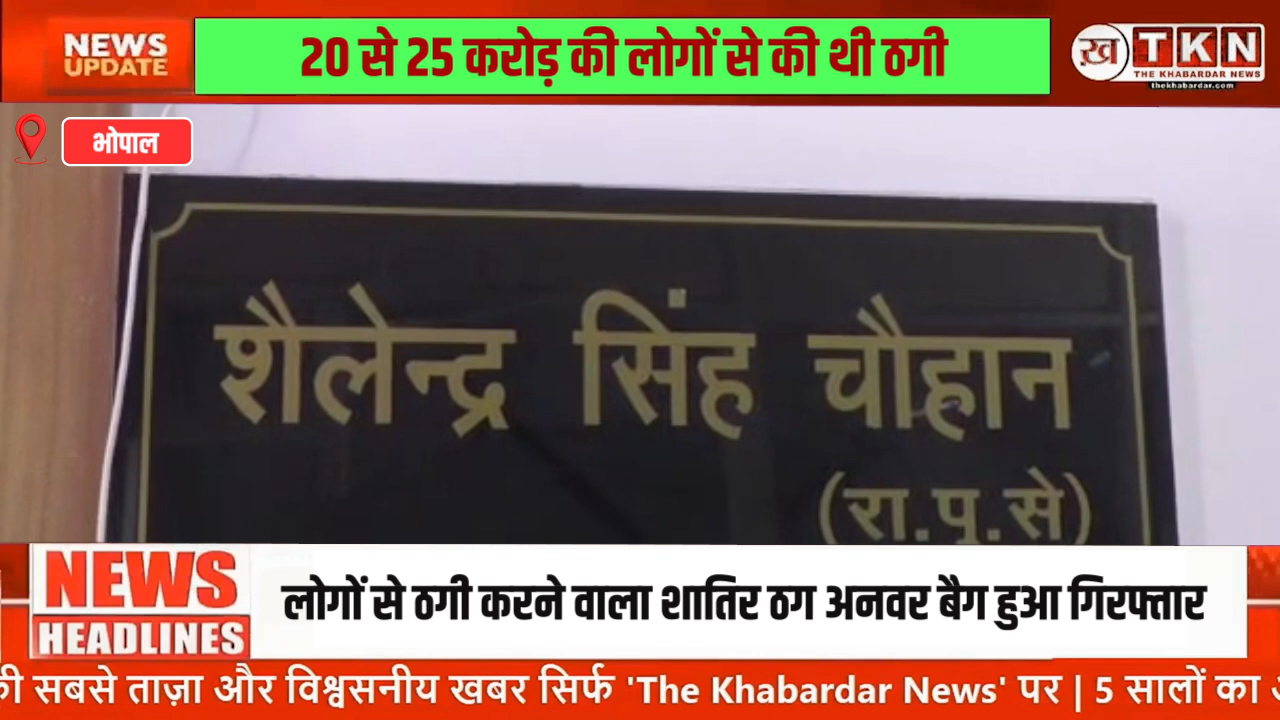 NEWS
UPDATE
20 से 25 करोड़ की लोगों से की थी ठगी
ख़ TKN
THE KHABARDAR NEWS
thekhabardar.com
भोपाल
शैलेन्द्र सिंह चौहान
(रा.पु.से)
NEWS
HEADLINES
लोगों से ठगी करने वाला शातिर ठग अनवर बैग हुआ गिरफ्तार
की सबसे ताज़ा और विश्वसनीय खबर सिर्फ 'The Khabardar News' पर | 5 सालों का